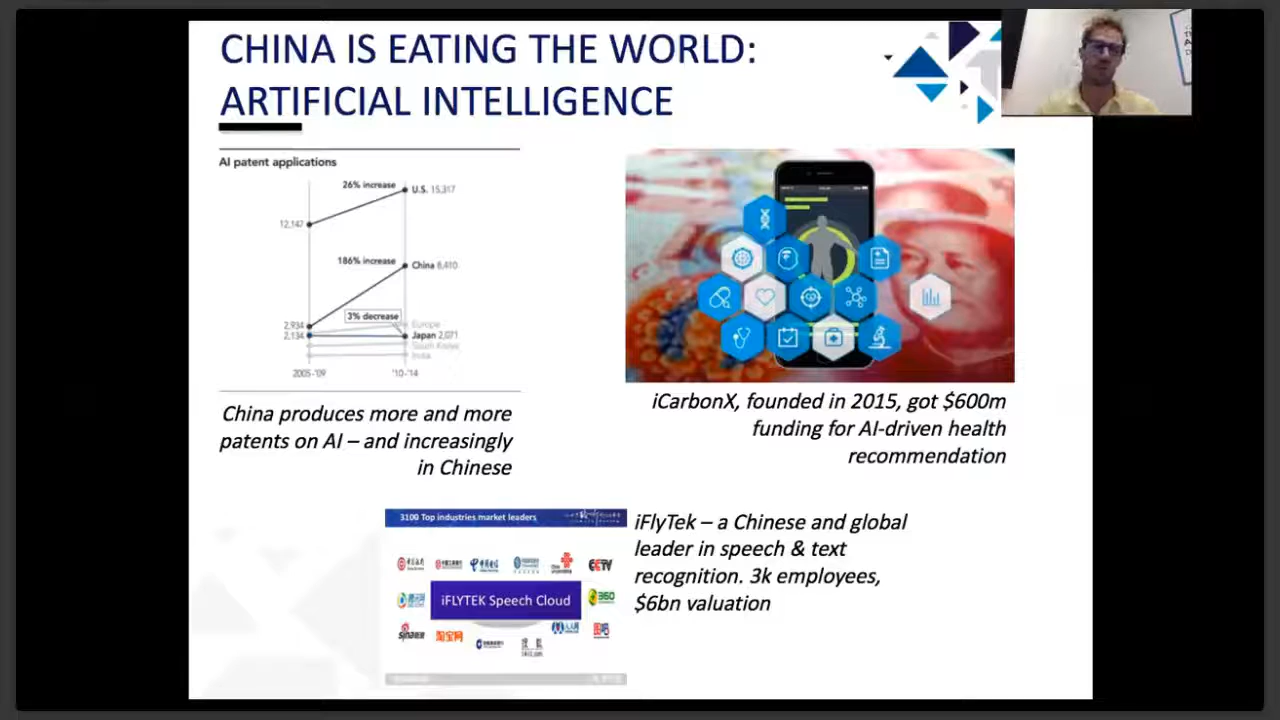 CHINA IS EATING THE WORLD:
ARTIFICIAL INTELLIGENCE
AI patent applications
26% increase
U.S. 15,317
12,147
186% increase
China 8,410
3% decrease
2,934
Europe
2,134
Japan 2,071
South Korea
India
2005-'09
'10-'14
China produces more and more
patents on AI – and increasingly
in Chinese
iCarbonX, founded in 2015, got $600m
funding for AI-driven health
recommendation
3100 Top industries market leaders
iFLYTEK Speech Cloud
360
淘宝网
iFlyTek – a Chinese and global
leader in speech & text
recognition. 3k employees,
$6bn valuation